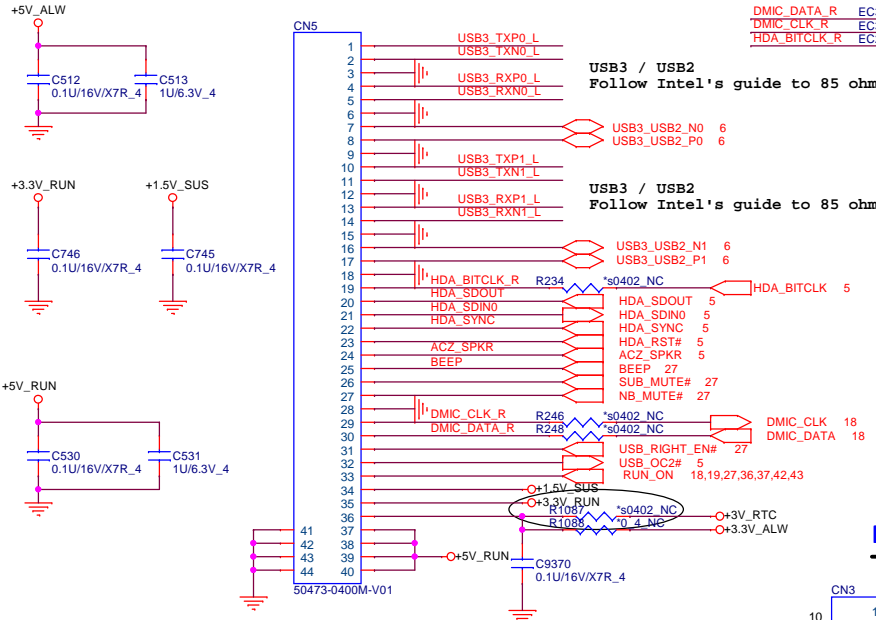 +5V_ALW
C512
0.1U/16V/X7R_4
C513
1U/6.3V_4
+3.3V_RUN
C746
0.1U/16V/X7R_4
+1.5V_SUS
C745
0.1U/16V/X7R_4
+5V_RUN
C530
0.1U/16V/X7R_4
C531
1U/6.3V_4
CN5
1 USB3_TXP0_L
2 USB3_TXN0_L
3
4 USB3_RXP0_L
5 USB3_RXN0_L
6
7 USB3_USB2_N0 6
8 USB3_USB2_P0 6
9
10 USB3_TXP1_L
11 USB3_TXN1_L
12
13 USB3_RXP1_L
14 USB3_RXN1_L
15
16 USB3_USB2_N1 6
17 USB3_USB2_P1 6
18
19 HDA_BITCLK_R R234 *s0402_NC HDA_BITCLK 5
20 HDA_SDOUT HDA_SDOUT 5
21 HDA_SDIN0 HDA_SDIN0 5
22 HDA_SYNC HDA_SYNC 5
23 HDA_RST# 5
24 ACZ_SPKR ACZ_SPKR 5
25 BEEP BEEP 27
26 SUB_MUTE# 27
27 NB_MUTE# 27
28
29 DMIC_CLK_R R246 *s0402_NC DMIC_CLK 18
30 DMIC_DATA_R R248 *s0402_NC DMIC_DATA 18
31 USB_RIGHT_EN# 27
32 USB_OC2# 5
33 RUN_ON 18,19,27,36,37,42,43
34 +1.5V_SUS
35 +3.3V_RUN
36 R1087 *s0402_NC +3V_RTC
R1088 *0_4_NC +3.3V_ALW
41 37
42 38
43 39 +5V_RUN
44 40
50473-0400M-V01
C9370
0.1U/16V/X7R_4
USB3 / USB2
Follow Intel's guide to 85 ohm
USB3 / USB2
Follow Intel's guide to 85 ohm
DMIC_DATA_R
DMIC_CLK_R
HDA_BITCLK_R
CN3
10